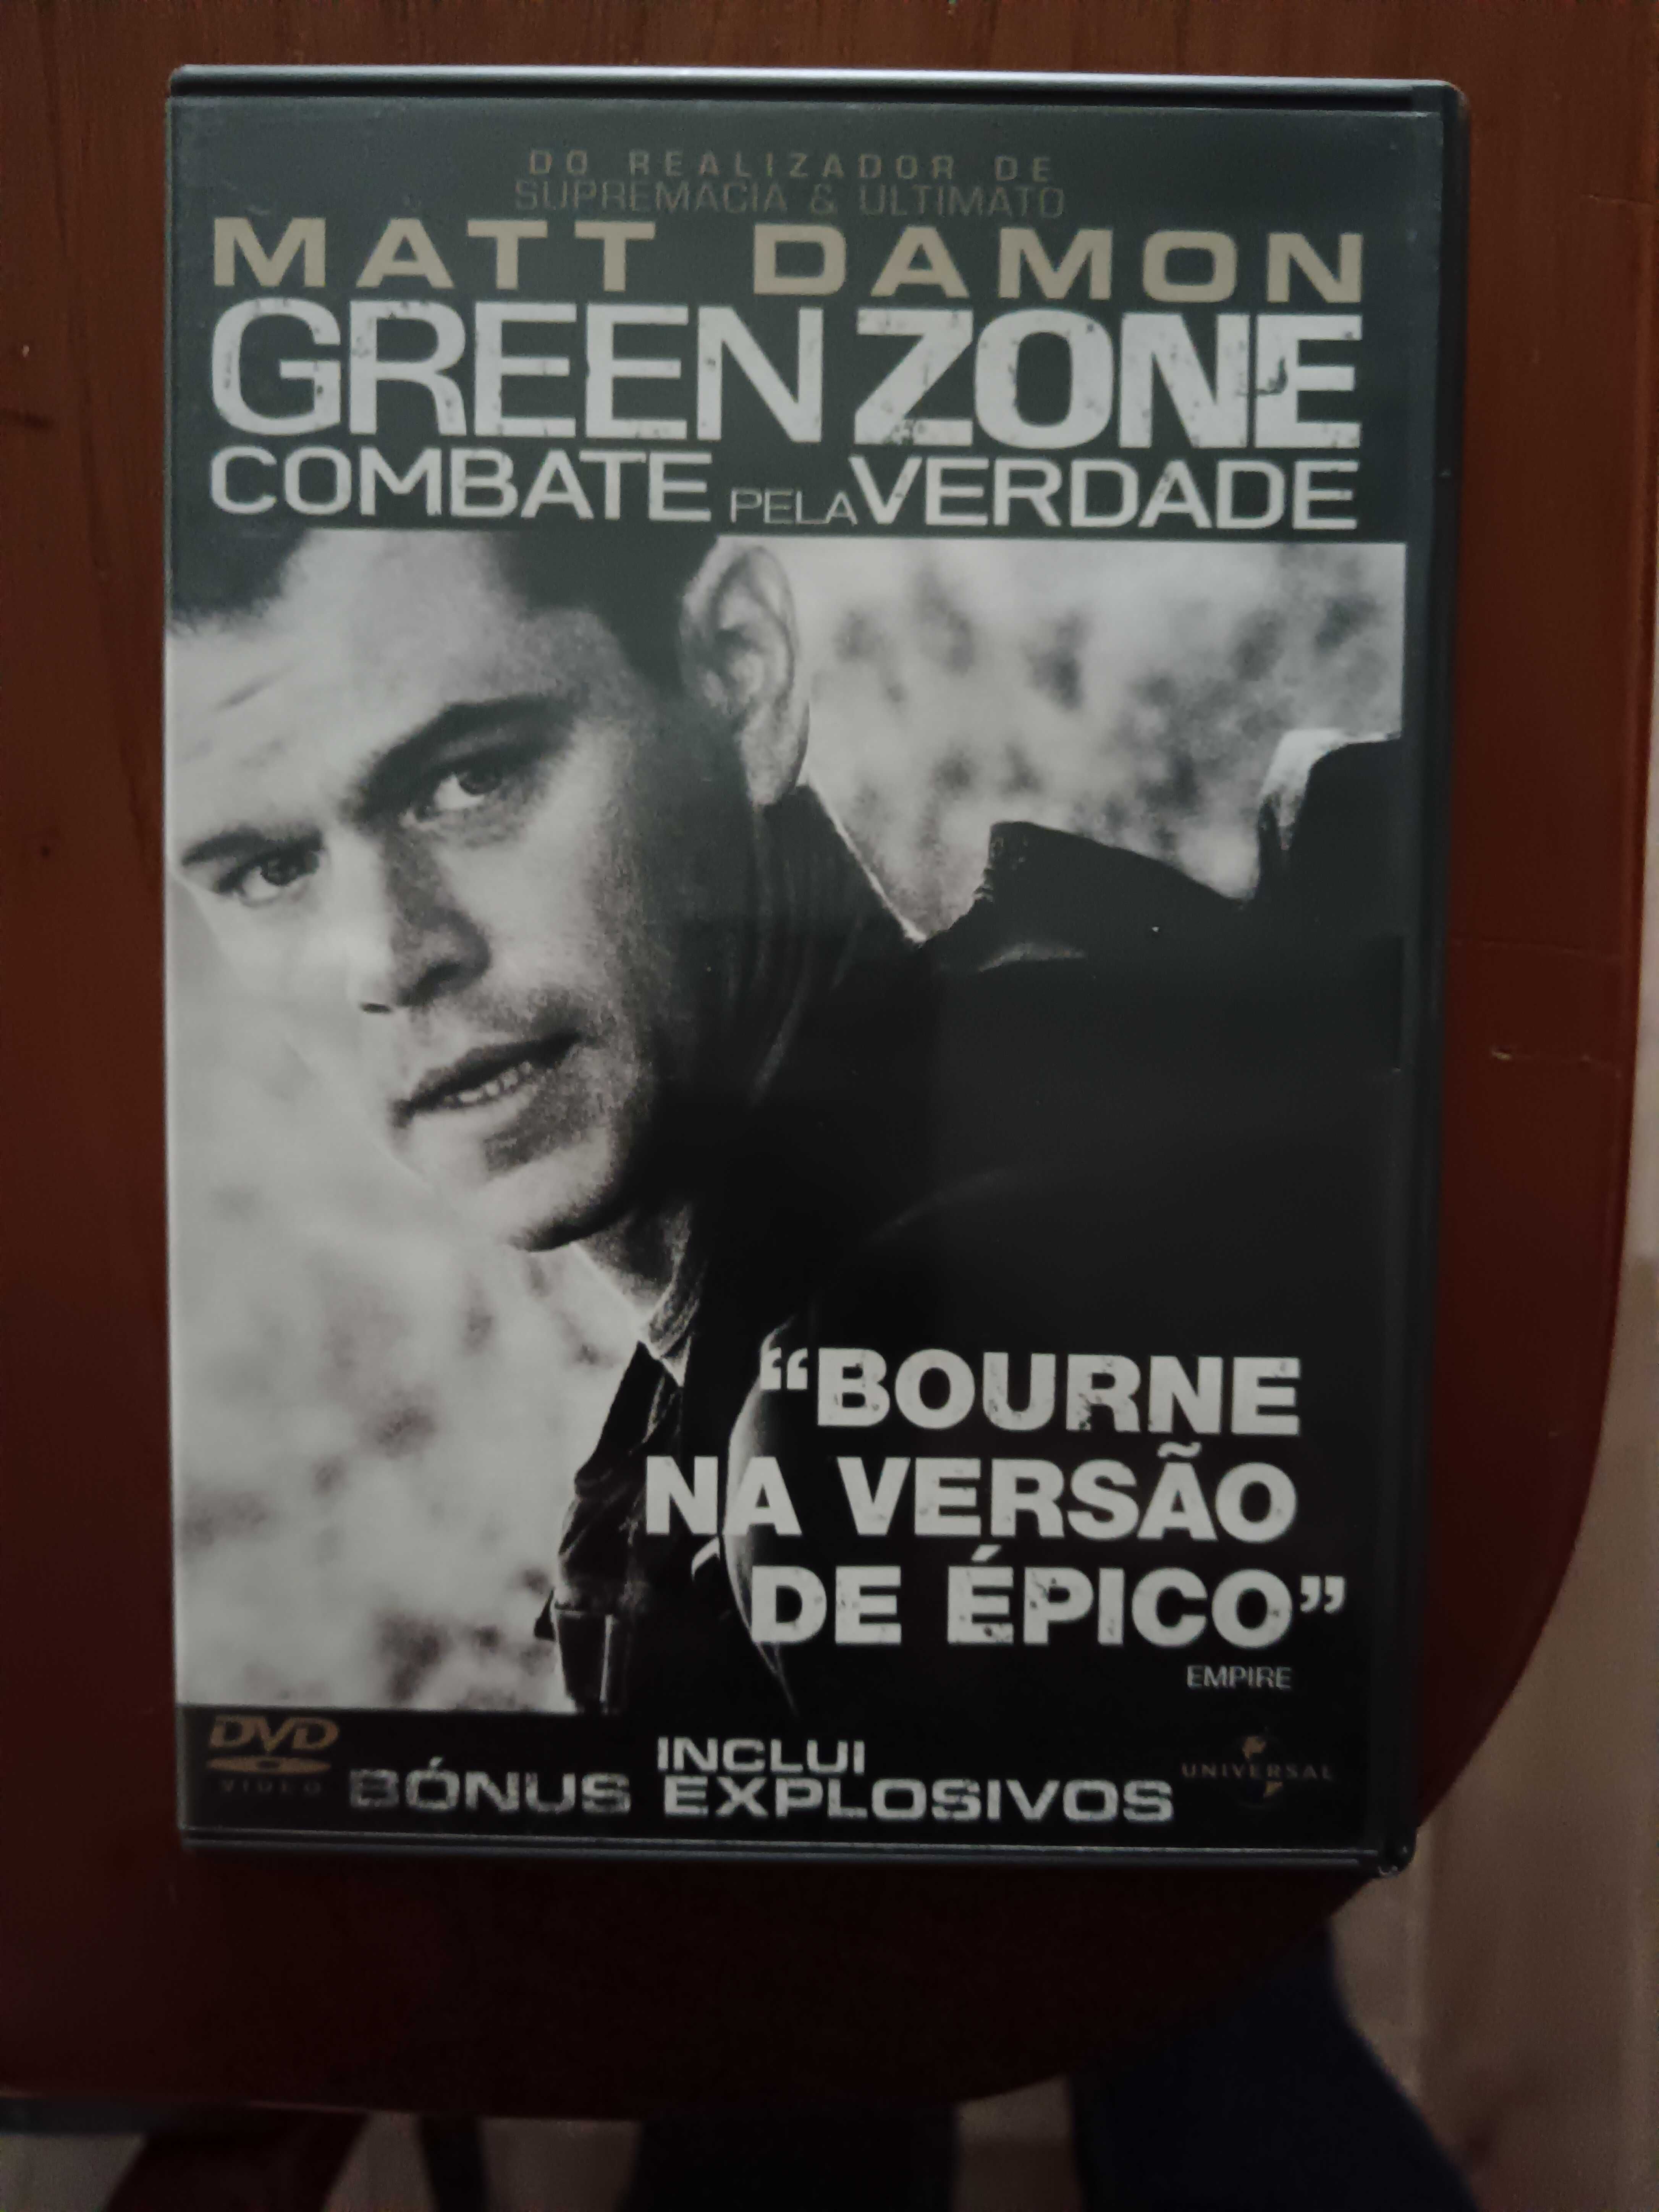 DO REALIZADOR DE
SUPREMACIA & ULTIMATO
MATT DAMON
GREEN ZONE
COMBATE PELA VERDADE
“BOURNE
NA VERSÃO
DE ÉPICO”
EMPIRE
DVD
VIDEO
INCLUI
BÓNUS EXPLOSIVOS
UNIVERSAL